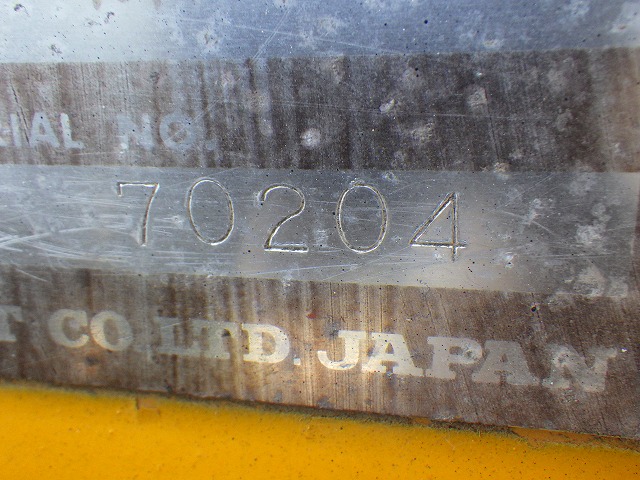 IAL NO.
70204
T CO.,LTD. JAPAN